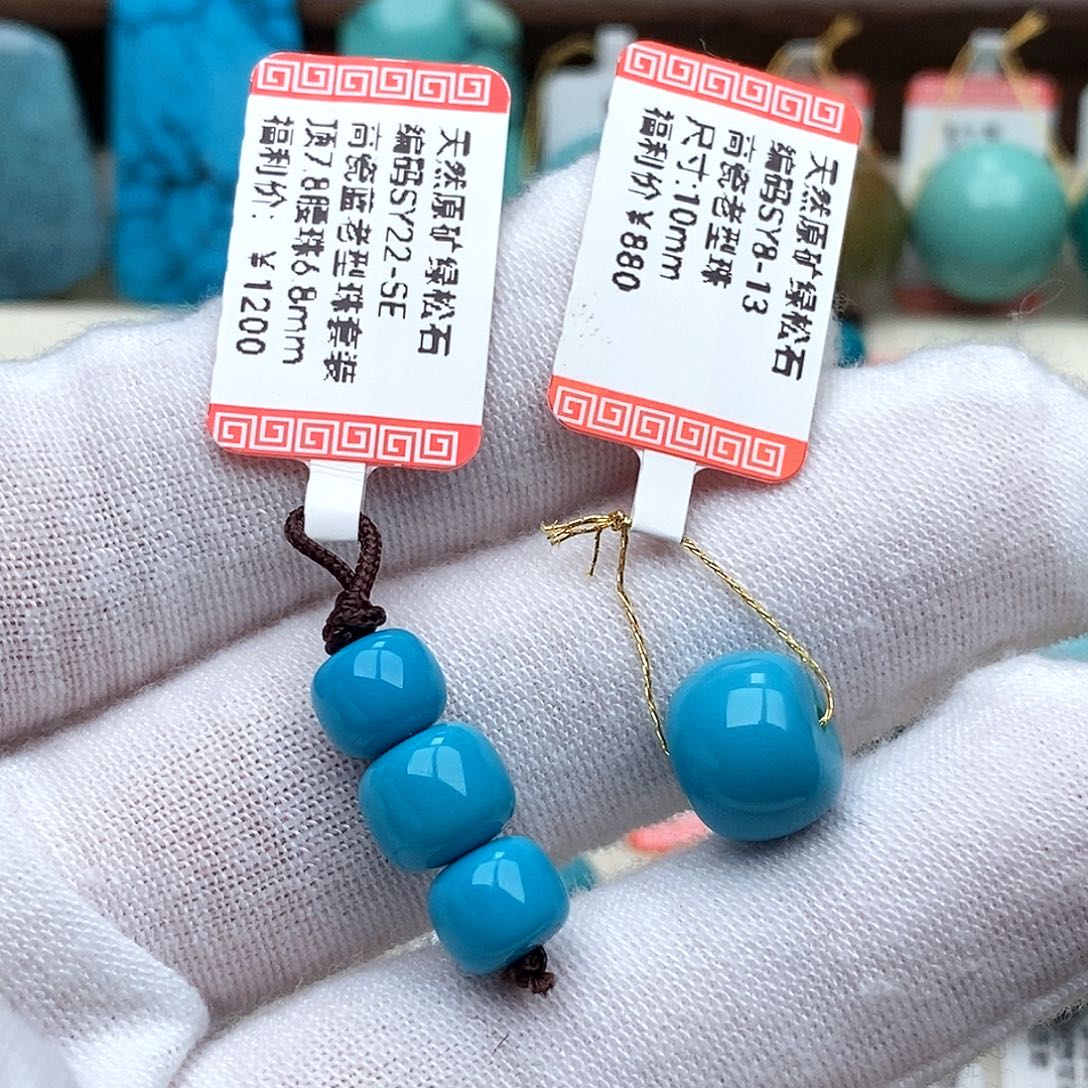 天然原矿绿松石
编码SY22-SE
高瓷蓝老型珠套装
顶7.8腰珠6.8mm
福利价: ¥1200
天然原矿绿松石
编码SY8-13
高瓷老型珠
尺寸:10mm
福利价¥880